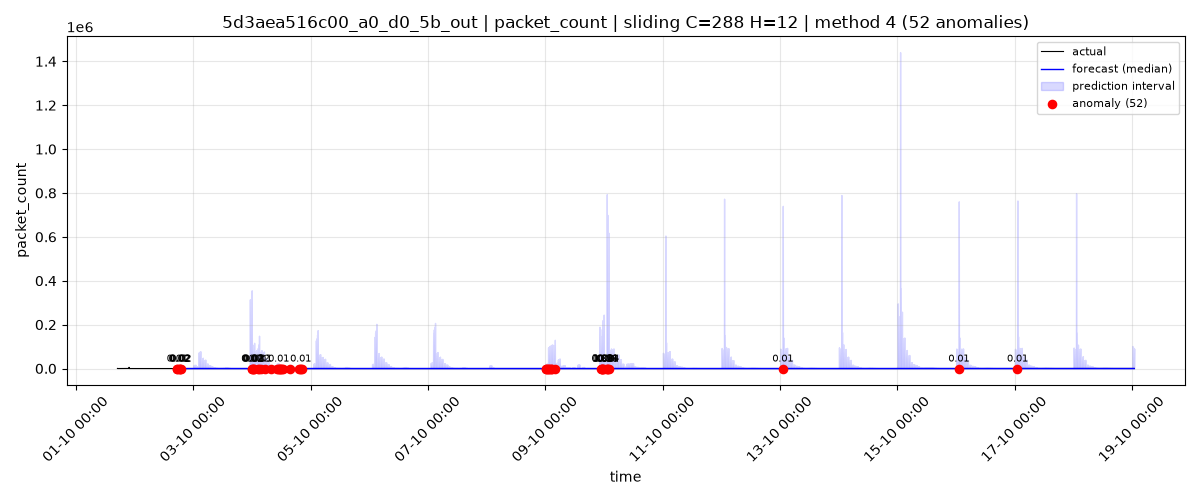 5d3aea516c00_a0_d0_5b_out | packet_count | sliding C=288 H=12 | method 4 (52 anomalies)
1e6
actual
forecast (median)
prediction interval
anomaly (52)
1.4
1.2
1.0
0.8
0.6
0.4
0.2
0.0
packet_count
0.01
0.01
0.01
0.01
0.01
01-10 00:00
03-10 00:00
05-10 00:00
07-10 00:00
09-10 00:00
11-10 00:00
13-10 00:00
15-10 00:00
17-10 00:00
19-10 00:00
time